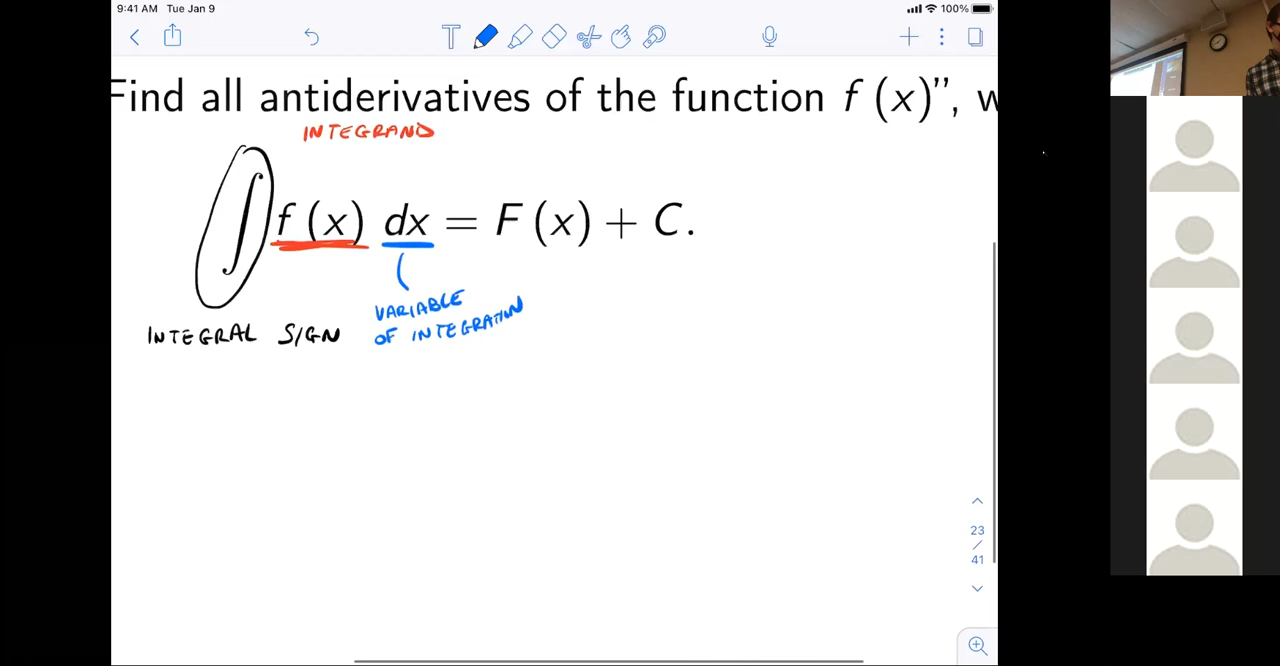 9:41 AM Tue Jan 9
100%
Find all antiderivatives of the function f (x)”, w
INTEGRAND
∫ f (x) dx = F (x) + C.
VARIABLE
OF INTEGRATION
INTEGRAL SIGN
23
/
41